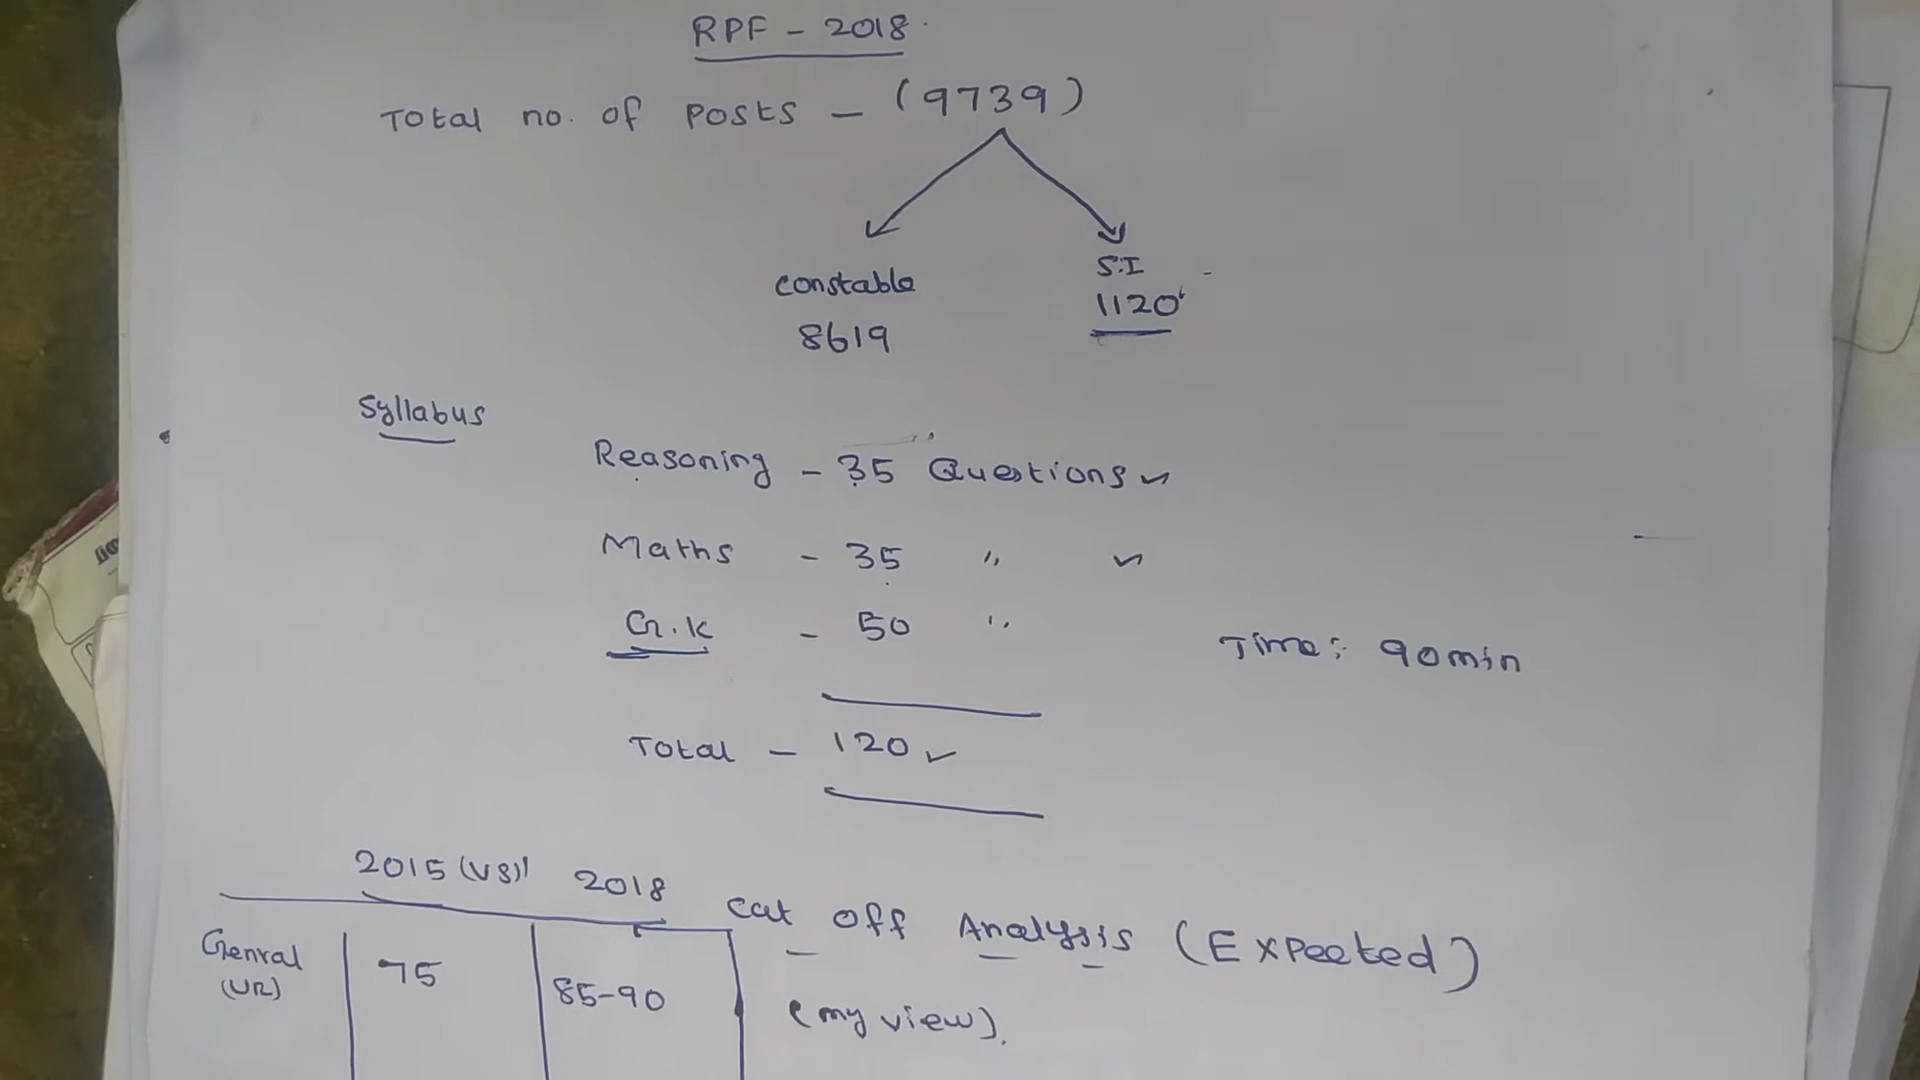 RPF - 2018
Total no. of posts - (9739)
constable
8619
S.I
1120
Syllabus
Reasoning - 35 Questions
Maths - 35 "
G.K - 50 "
Time: 90min
Total - 120
2015 (VS) 2018
Cut off Analysis (Expected)
(my view).
Genral
(UR)
75
85-90